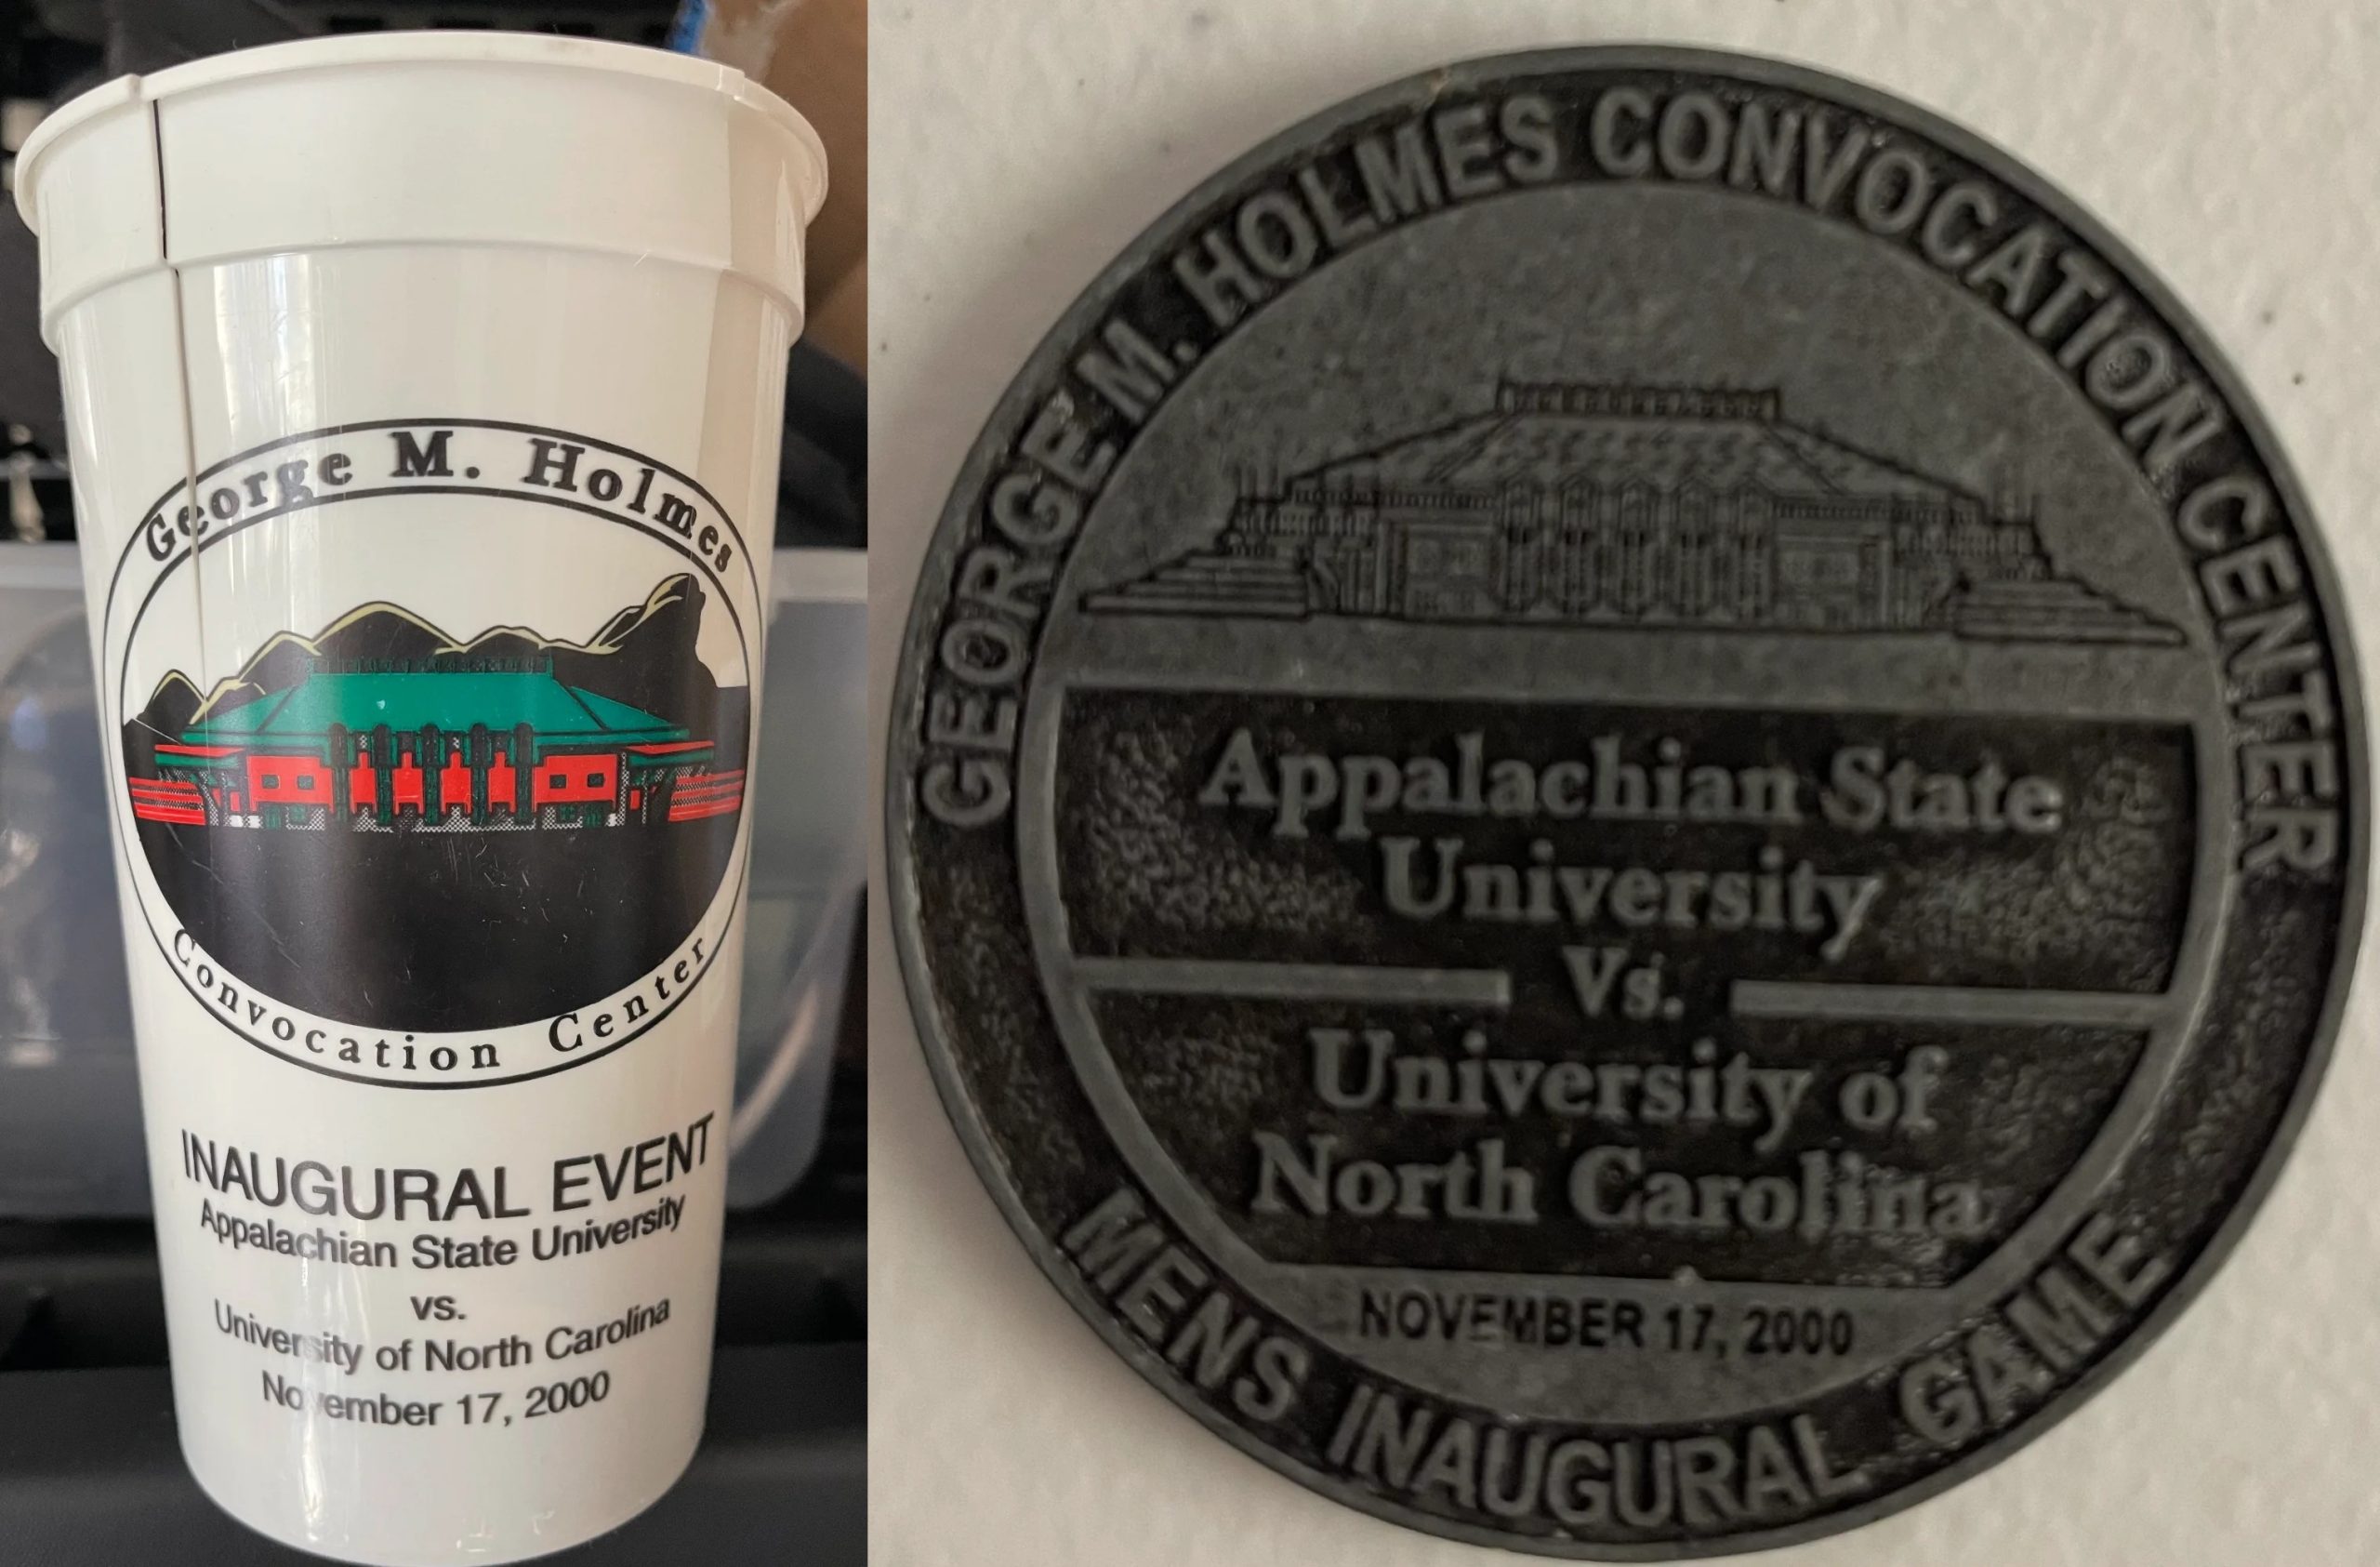 George M. Holmes
Convocation Center
INAUGURAL EVENT
Appalachian State University
vs.
University of North Carolina
November 17, 2000
GEORGE M. HOLMES CONVOCATION CENTER
Appalachian State
University
Vs.
University of
North Carolina
NOVEMBER 17, 2000
MENS INAUGURAL GAME